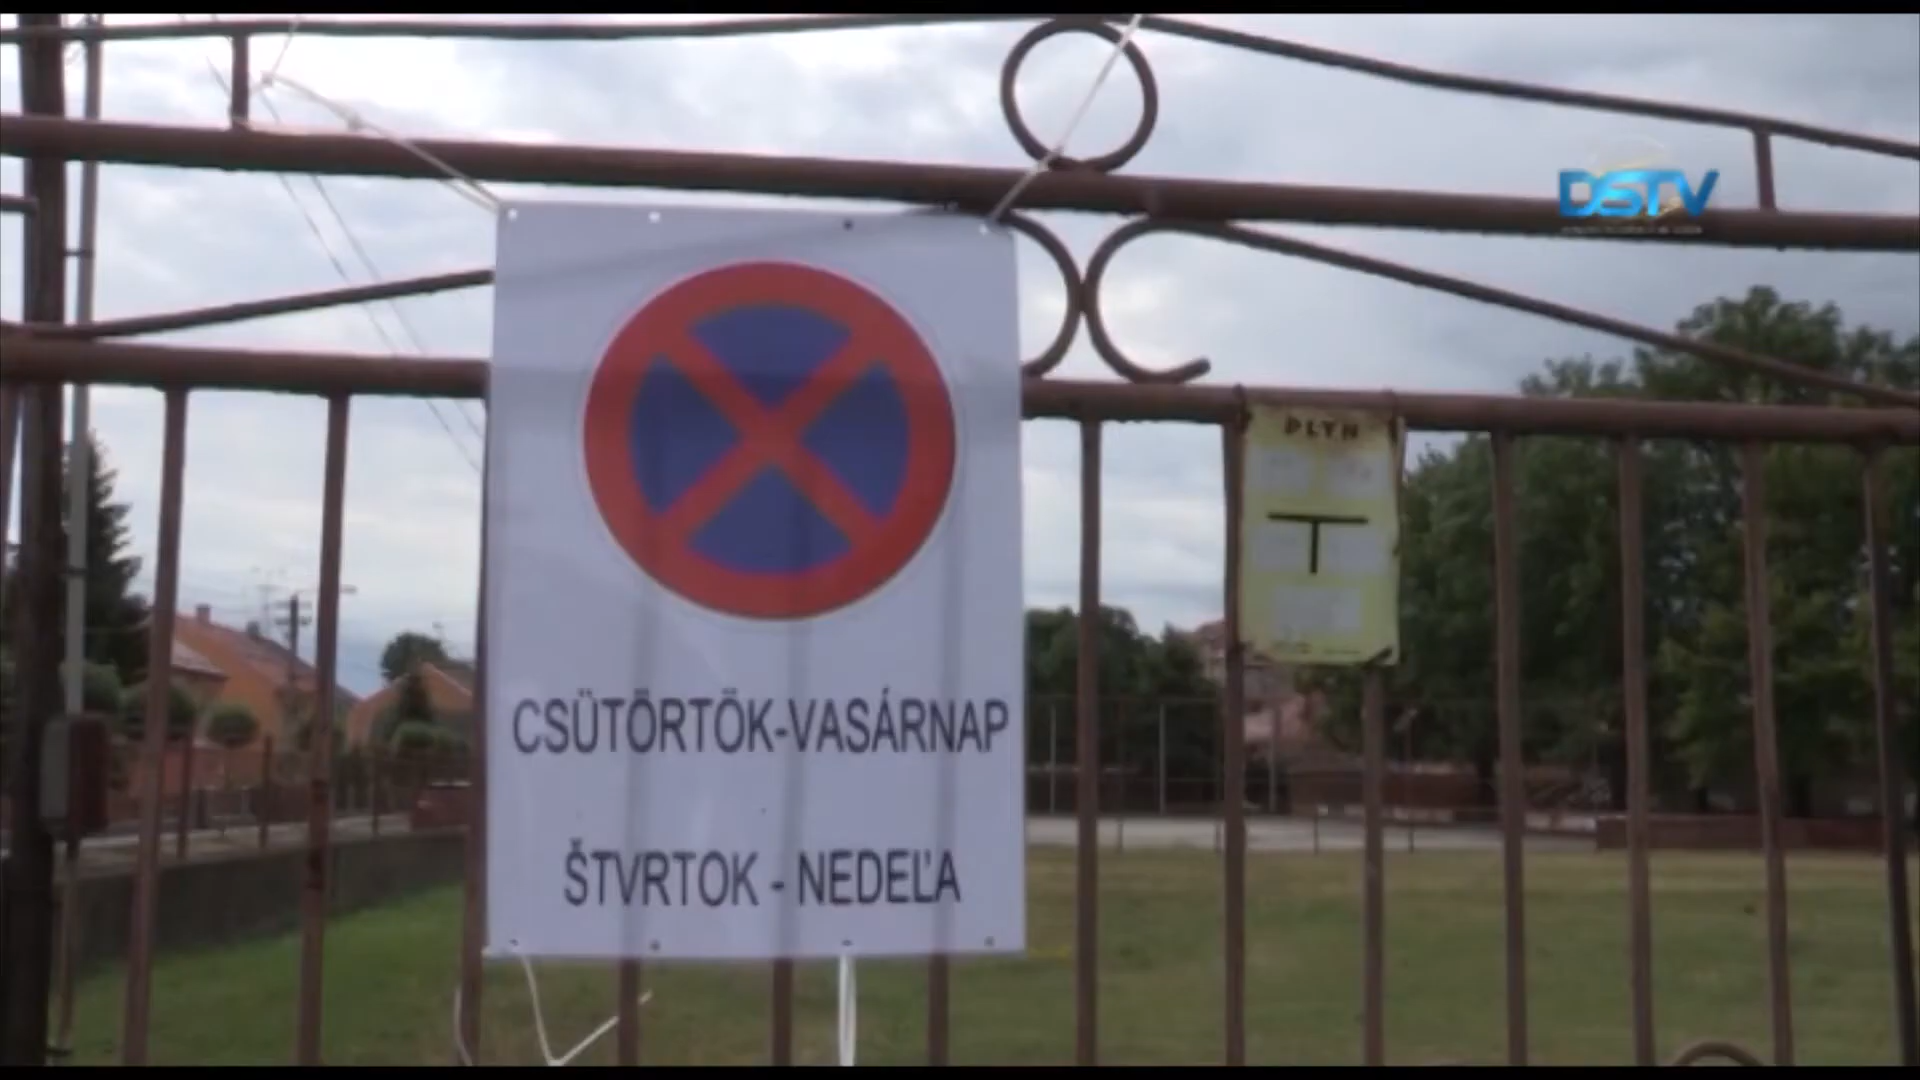 DSTV
PLYN
T
CSÜTÖRTÖK-VASÁRNAP
ŠTVRTOK - NEDEĽA